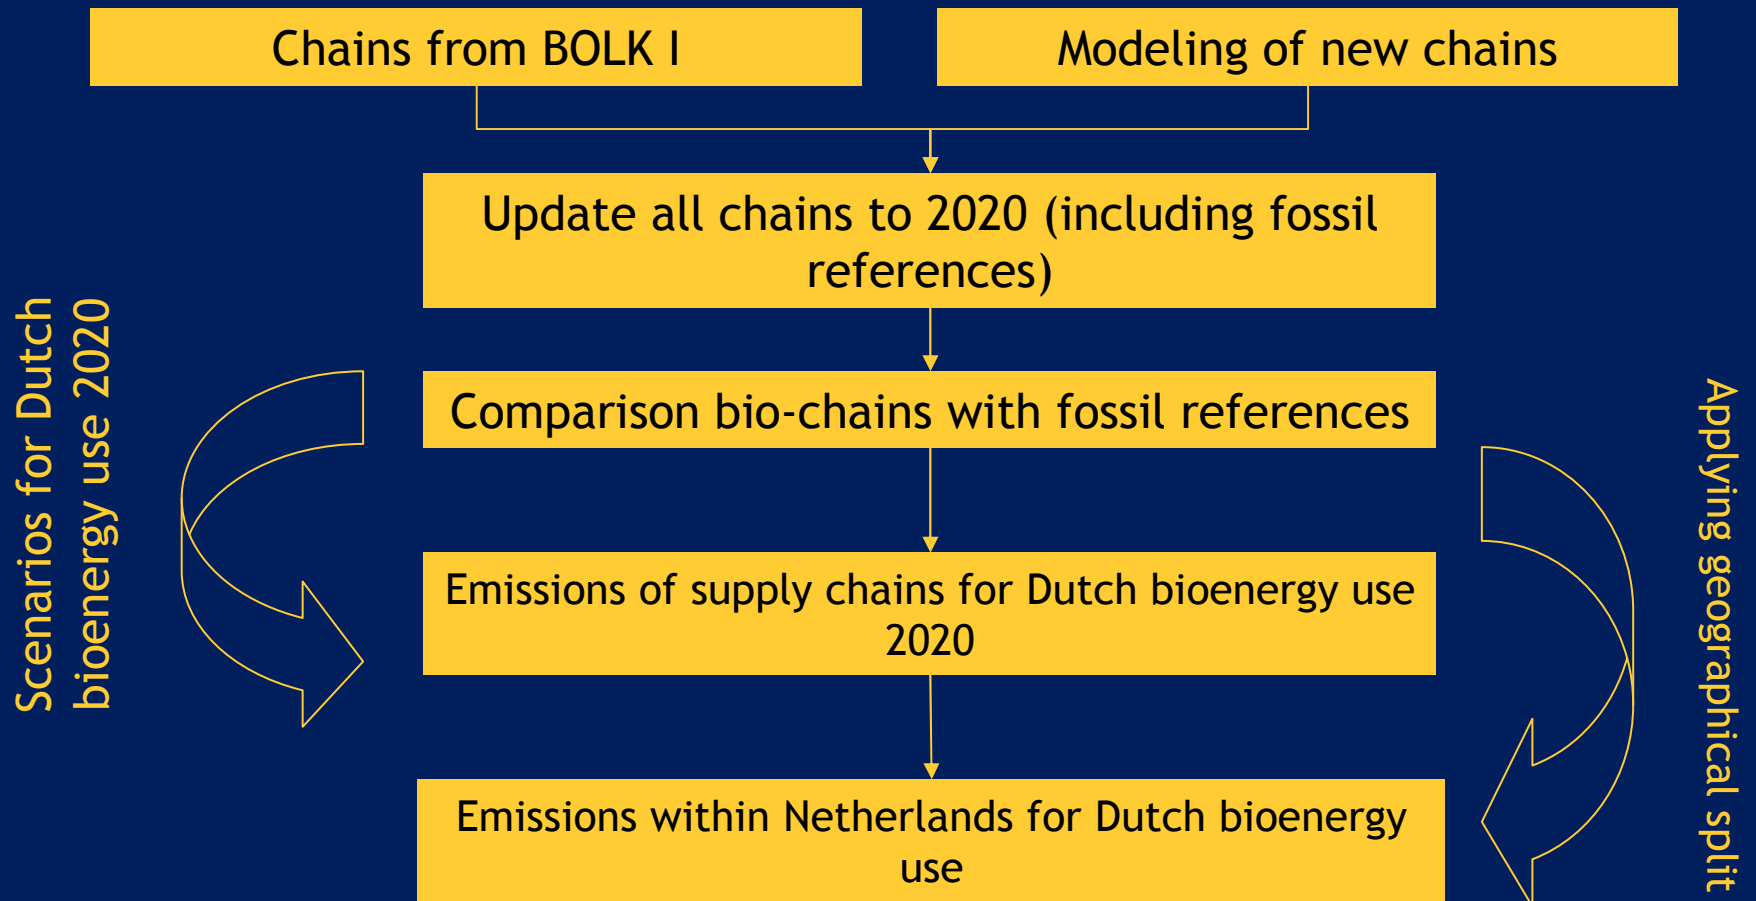 Chains from BOLK I
Modeling of new chains
Update all chains to 2020 (including fossil
references)
Scenarios for Dutch
bioenergy use 2020
Comparison bio-chains with fossil references
Applying geographical split
Emissions of supply chains for Dutch bioenergy use
2020
Emissions within Netherlands for Dutch bioenergy
use